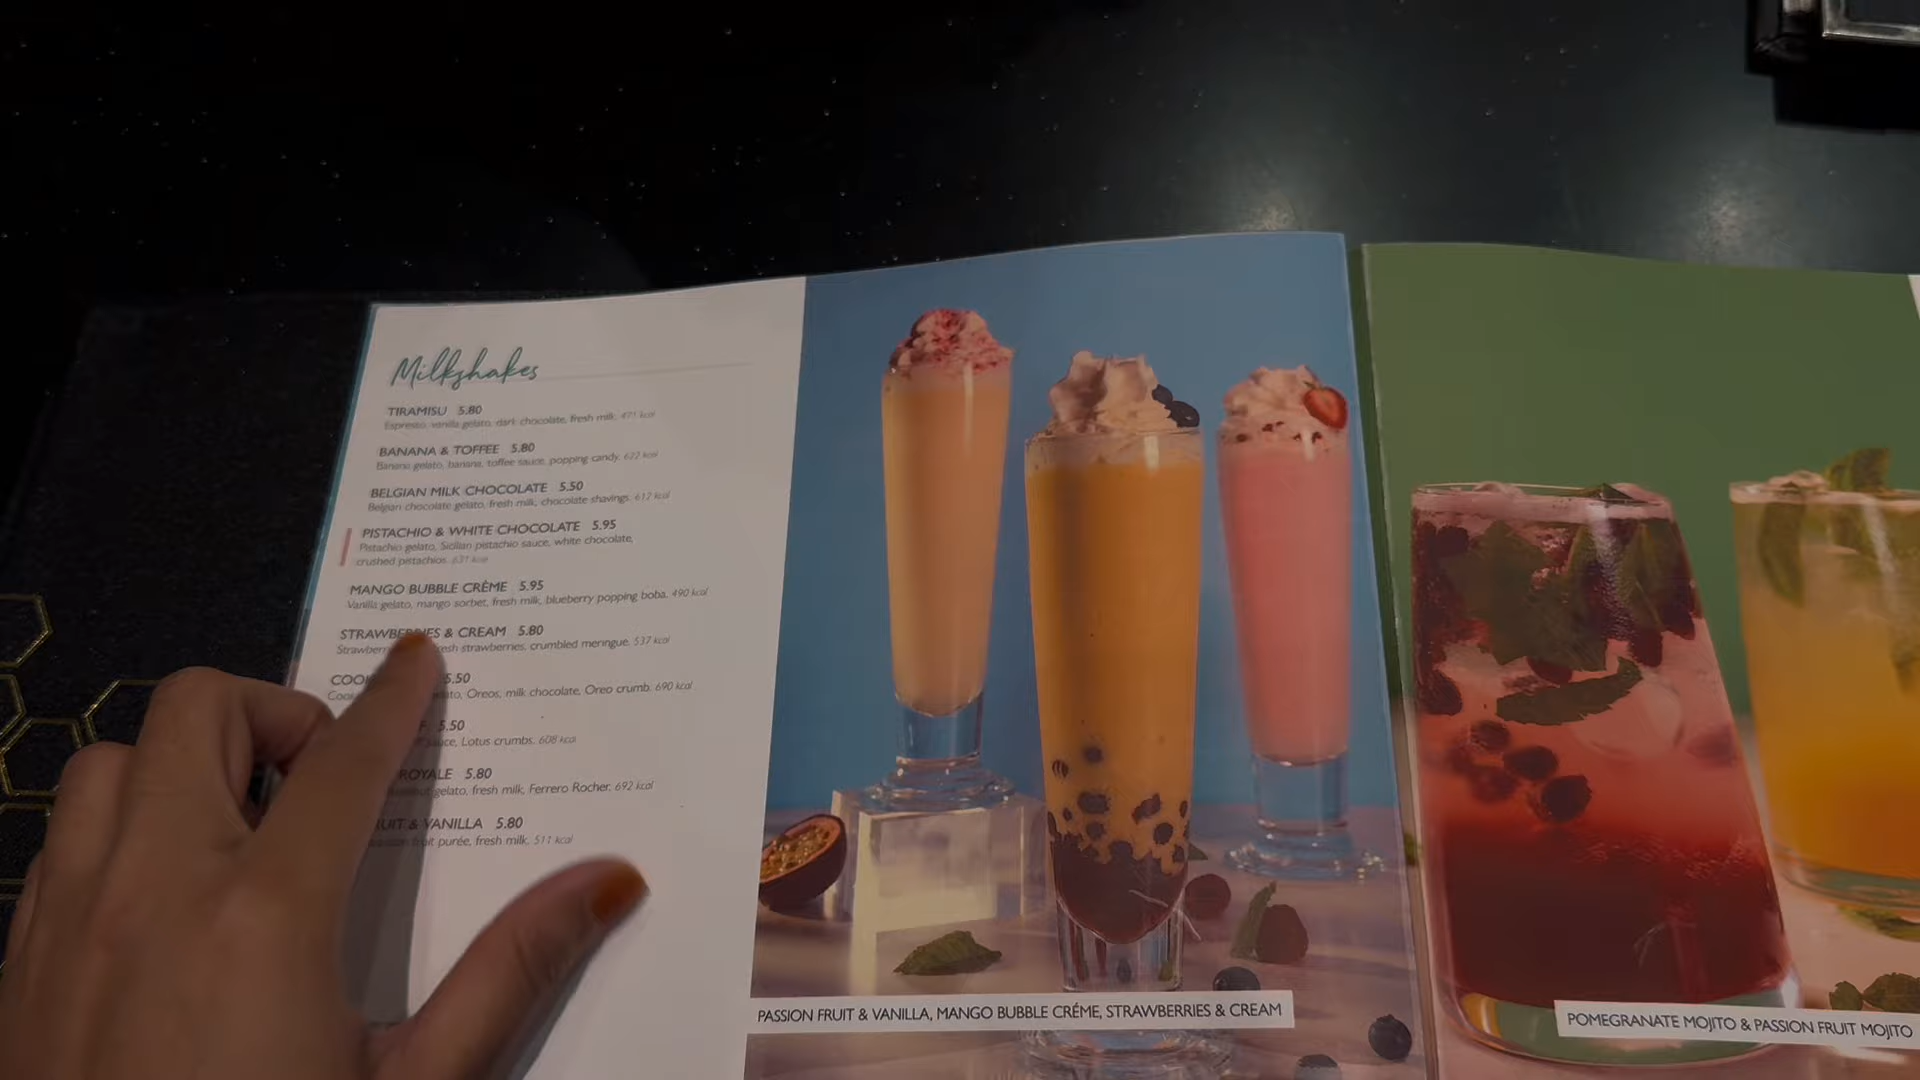 Milkshakes
TIRAMISU 5.80
Espresso, vanilla gelato, dark chocolate, fresh milk. 471 kcal
BANANA & TOFFEE 5.80
Banana gelato, banana, toffee sauce, popping candy. 622 kcal
BELGIAN MILK CHOCOLATE 5.50
Belgian chocolate gelato, fresh milk, chocolate shavings. 612 kcal
PISTACHIO & WHITE CHOCOLATE 5.95
Pistachio gelato, Sicilian pistachio sauce, white chocolate,
crushed pistachios. 631 kcal
MANGO BUBBLE CRÈME 5.95
Vanilla gelato, mango sorbet, fresh milk, blueberry popping boba. 490 kcal
STRAWBERRIES & CREAM 5.80
fresh strawberries, crumbled meringue. 537 kcal
5.50
Oreos, milk chocolate, Oreo crumb. 690 kcal
5.50
Lotus crumbs. 608 kcal
ROYALE 5.80
gelato, fresh milk, Ferrero Rocher. 692 kcal
& VANILLA 5.80
fruit purée, fresh milk. 511 kcal
PASSION FRUIT & VANILLA, MANGO BUBBLE CRÉME, STRAWBERRIES & CREAM
POMEGRANATE MOJITO & PASSION FRUIT MOJITO